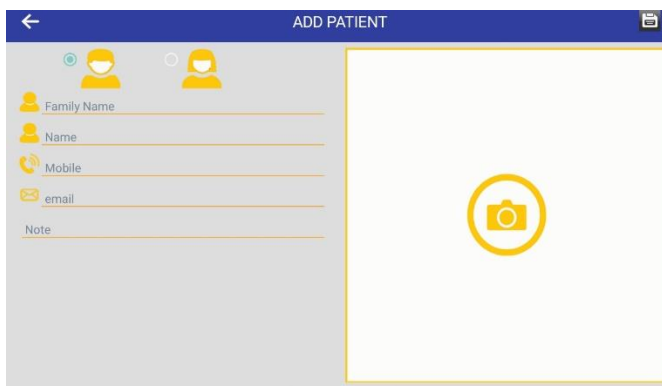 ADD PATIENT
Family Name
Name
Mobile
email
Note